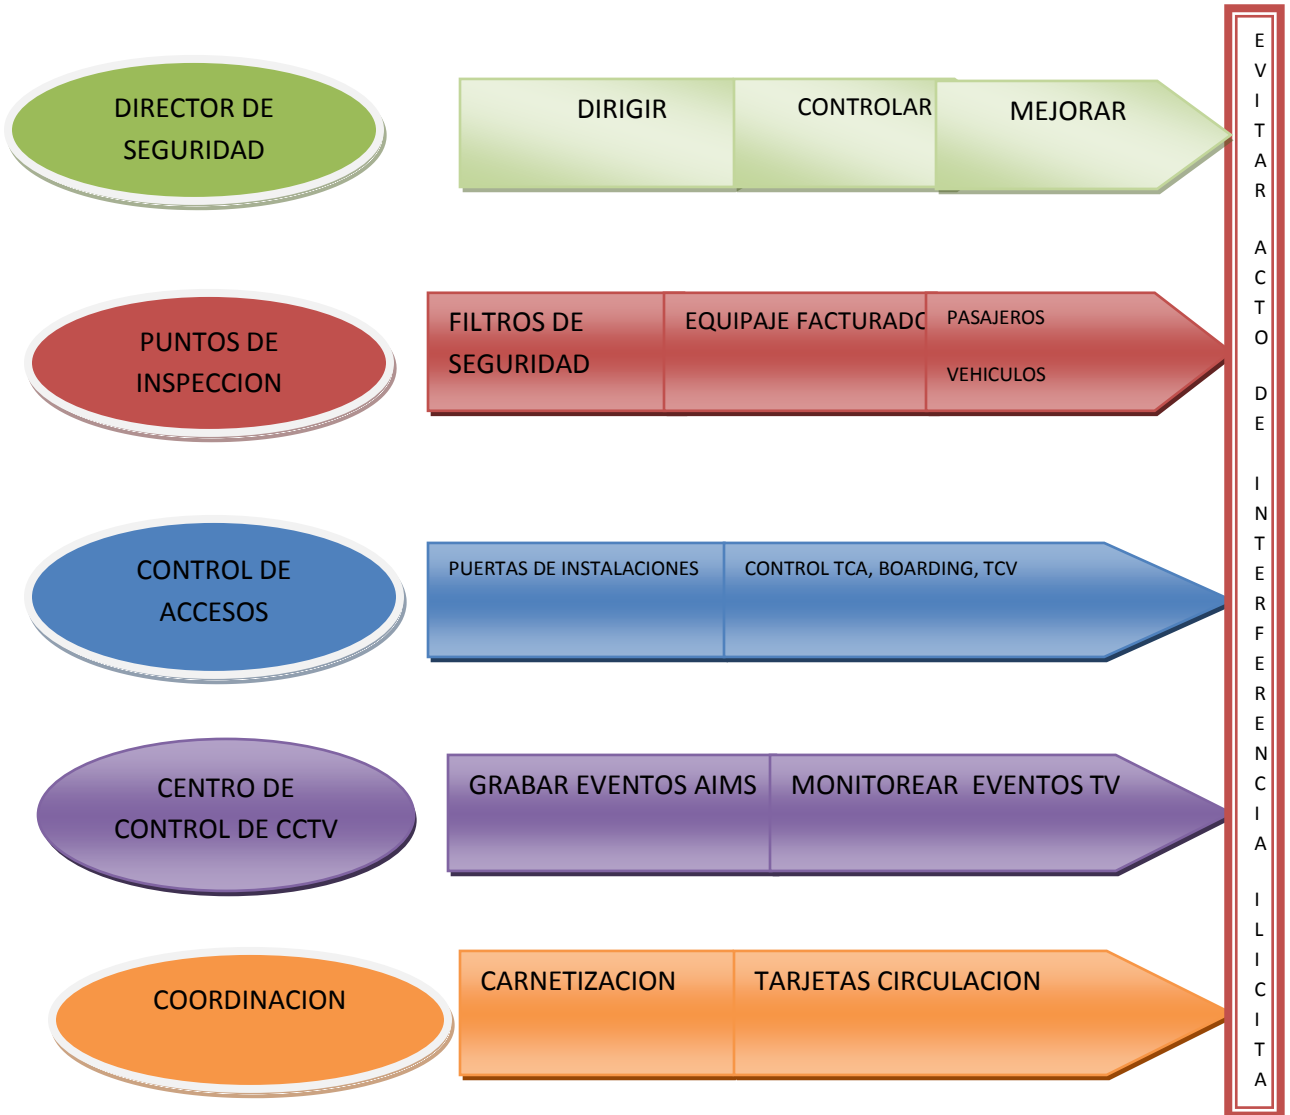 DIRECTOR DE
SEGURIDAD
DIRIGIR
CONTROLAR
MEJORAR
PUNTOS DE
INSPECCION
FILTROS DE
SEGURIDAD
EQUIPAJE FACTURADO
PASAJEROS
VEHICULOS
CONTROL DE
ACCESOS
PUERTAS DE INSTALACIONES
CONTROL TCA, BOARDING, TCV
CENTRO DE
CONTROL DE CCTV
GRABAR EVENTOS AIMS
MONITOREAR EVENTOS TV
COORDINACION
CARNETIZACION
TARJETAS CIRCULACION
EVITAR ACTO DE INTERFERENCIA ILICITA